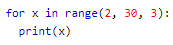 for x in range(2, 30, 3):
  print(x)